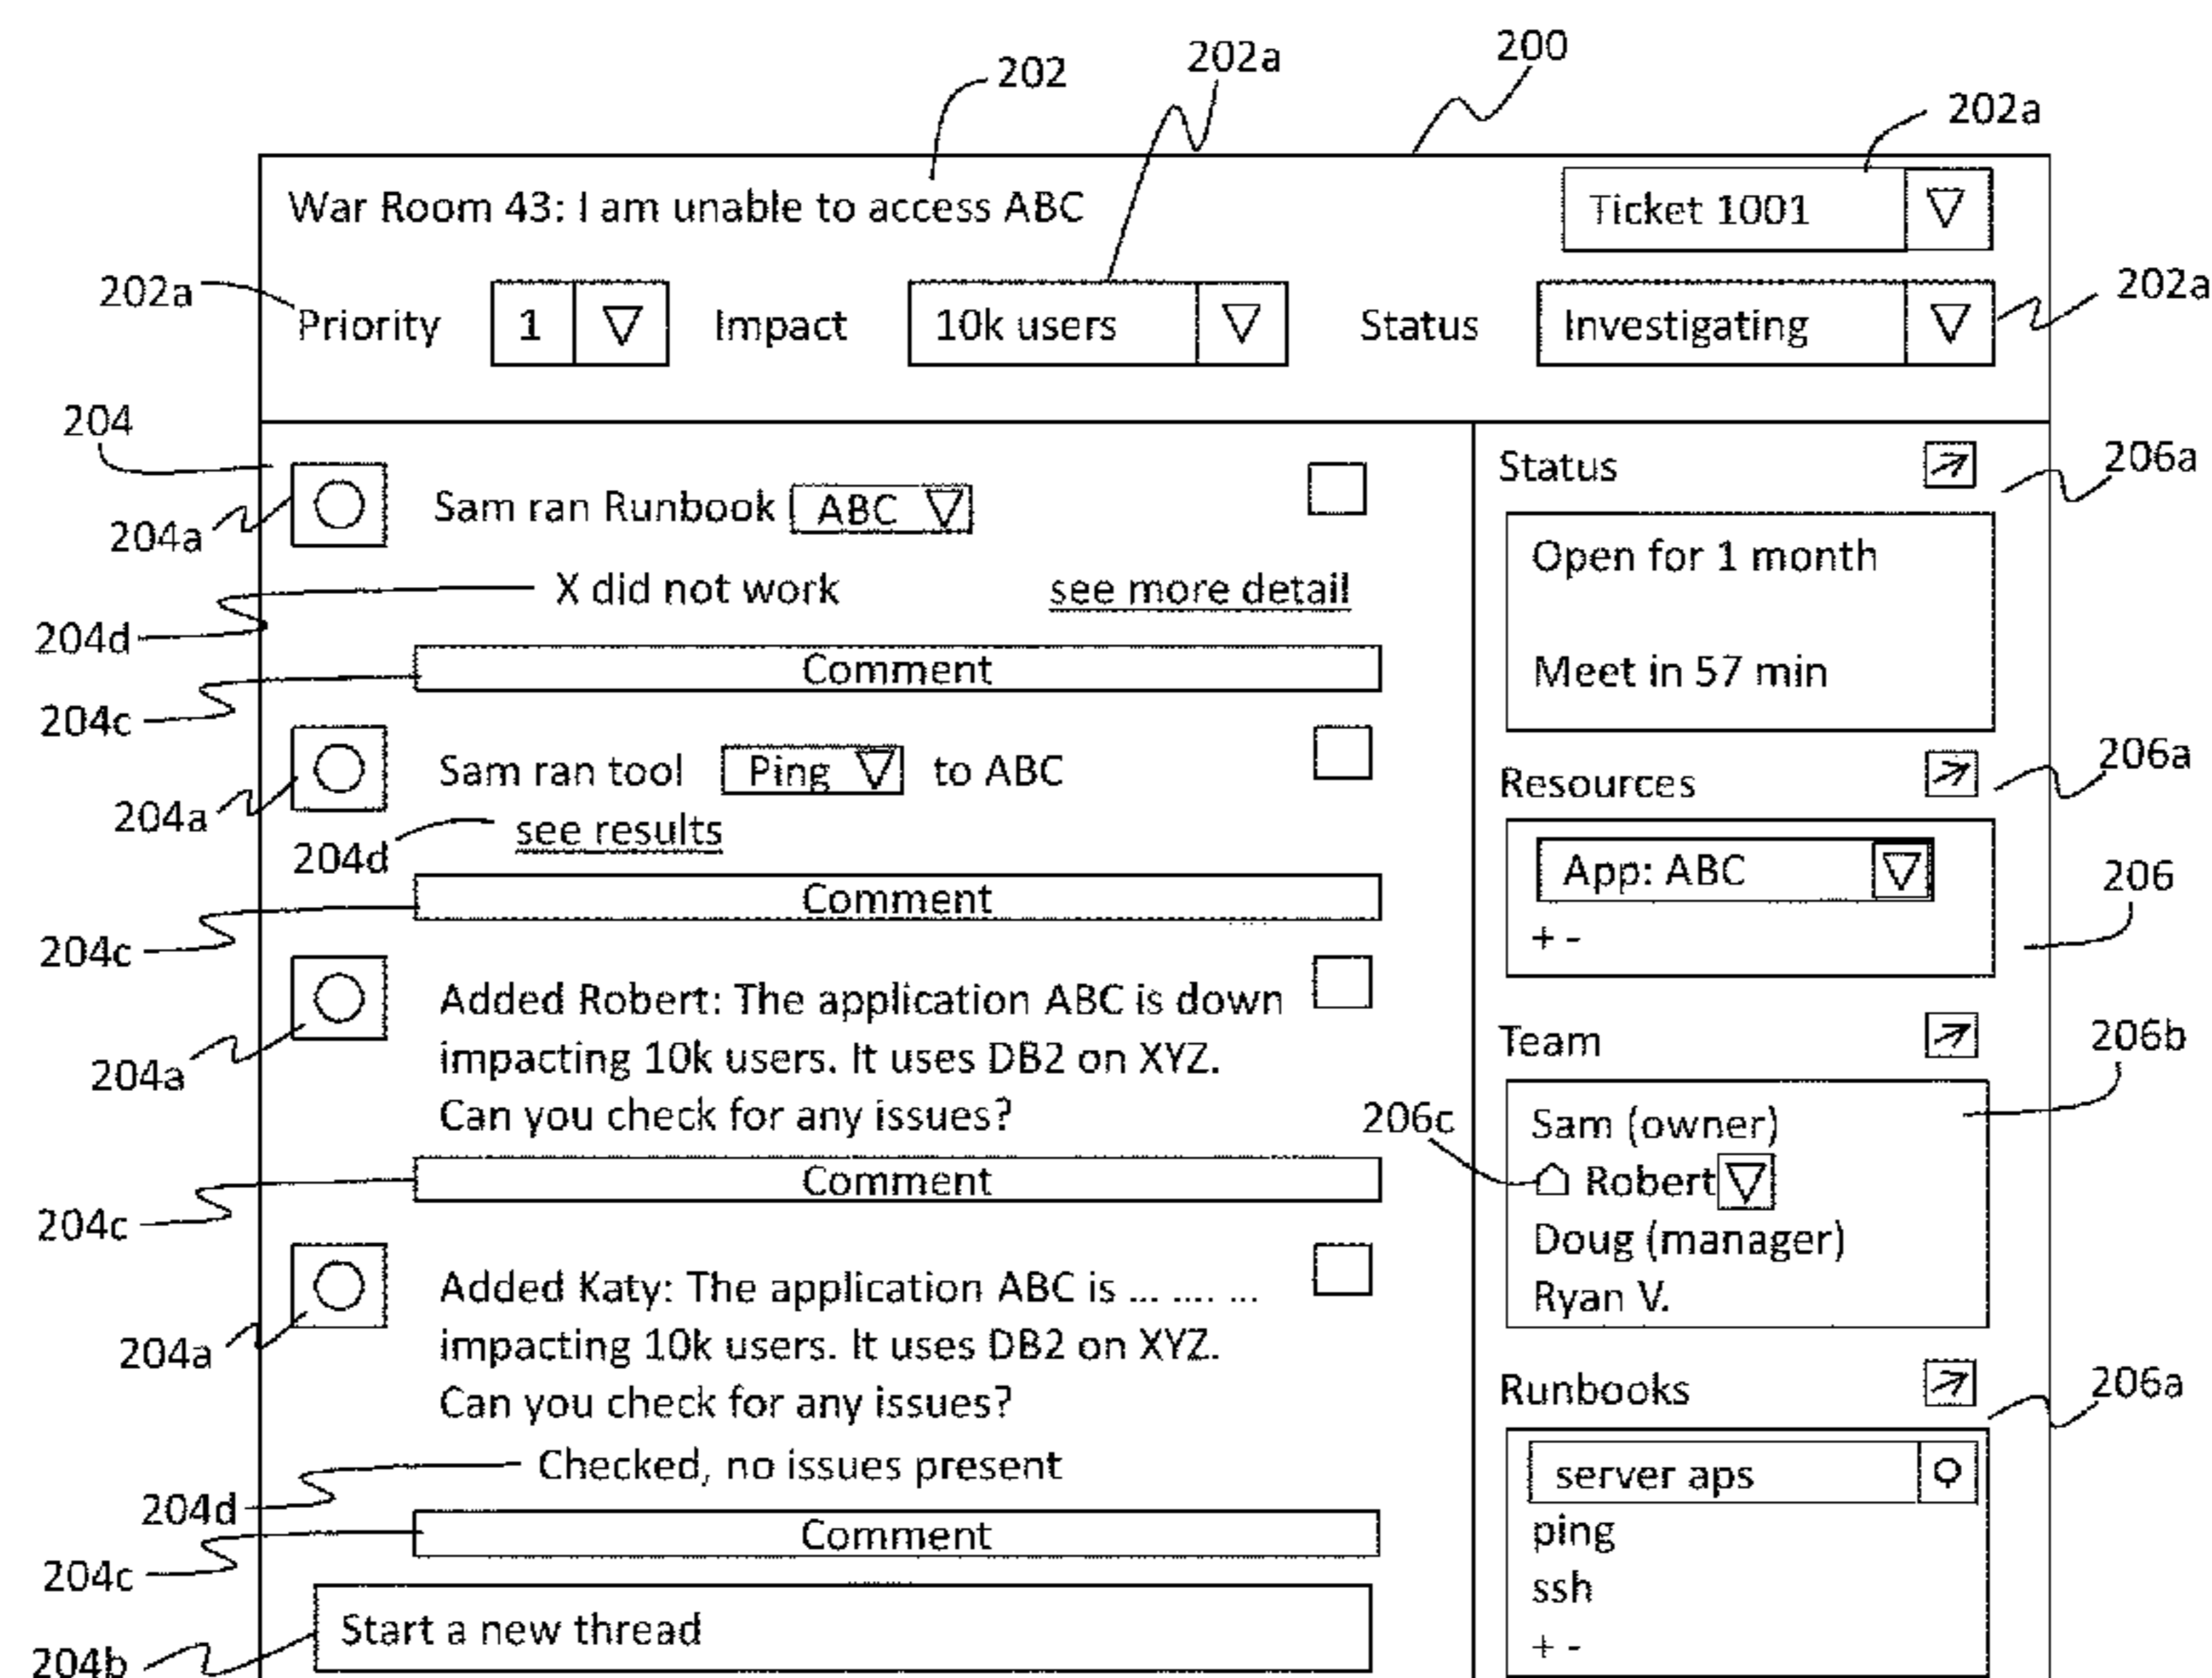 202
202a
200
202a
War Room 43: I am unable to access ABC
Ticket 1001
202a
Priority 1
Impact 10k users
Status Investigating
202a
204
204a
Sam ran Runbook ABC
204d
X did not work see more detail
204c
Comment
204a
Sam ran tool Ping to ABC
204d
see results
204c
Comment
204a
Added Robert: The application ABC is down
impacting 10k users. It uses DB2 on XYZ.
Can you check for any issues?
204c
Comment
204a
Added Katy: The application ABC is ... .... ...
impacting 10k users. It uses DB2 on XYZ.
Can you check for any issues?
204d
Checked, no issues present
204c
Comment
204b
Start a new thread
Status
206a
Open for 1 month
Meet in 57 min
Resources
206a
App: ABC
+ -
206
Team
206b
206c
Sam (owner)
Robert
Doug (manager)
Ryan V.
Runbooks
206a
server aps
ping
ssh
+ -